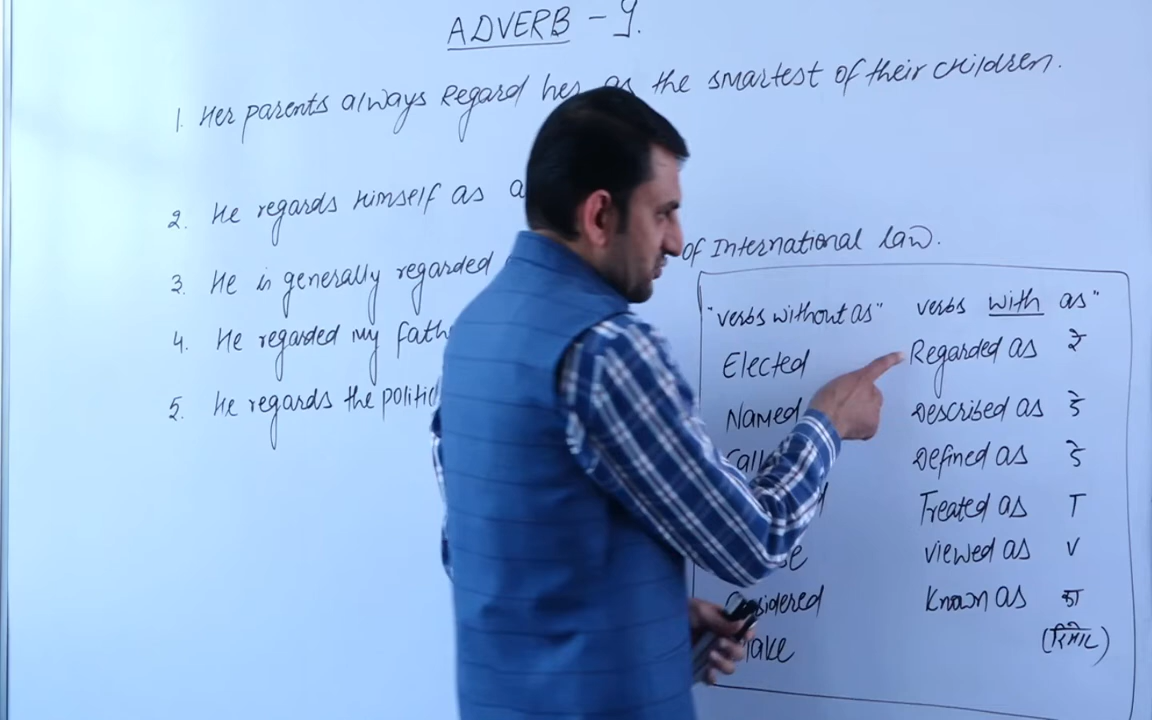 ADVERB - 9.
1. Her parents always Regard her as the smartest of their children.
2. He regards Himself as a
3. He is generally regarded of International law.
4. He regarded my fath
5. He regards the politic
"verbs without as" verbs with as"
Elected Regarded as रे
Named Described as डे
Call Defined as डे
Treated as T
Viewed as V
Considered Known as का
Make